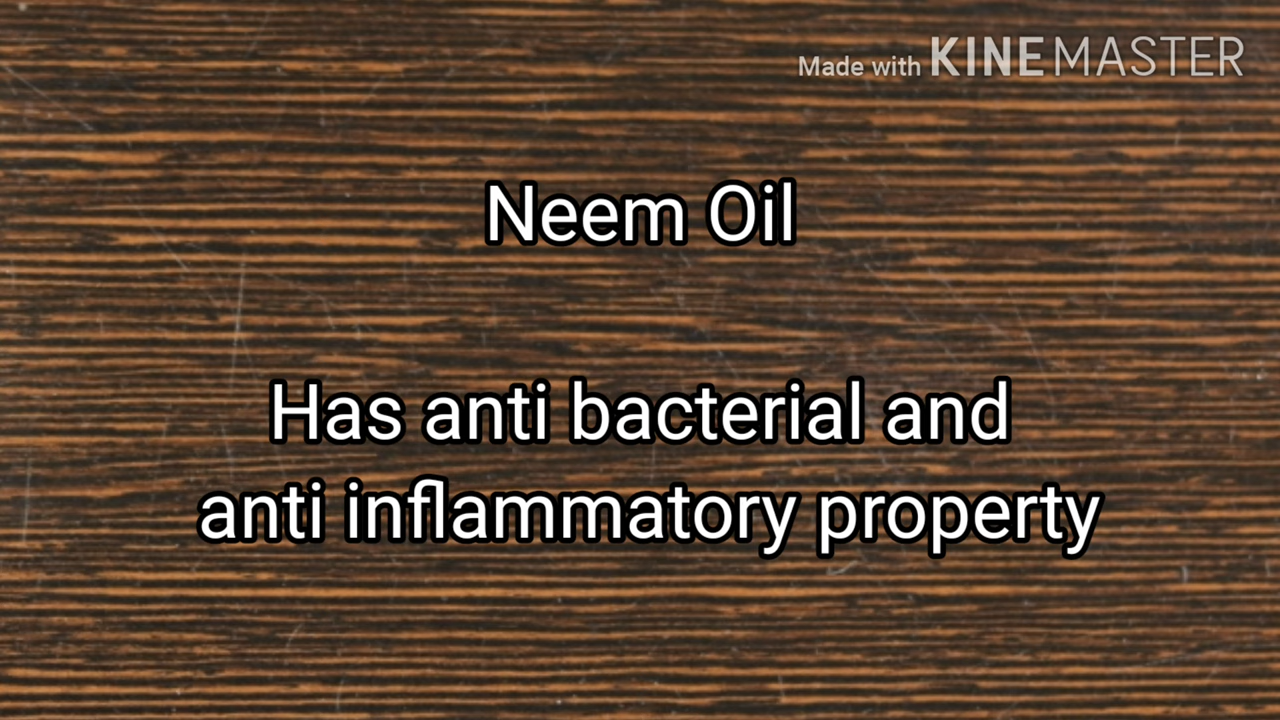 Made with KINEMASTER
Neem Oil
Has anti bacterial and
anti inflammatory property